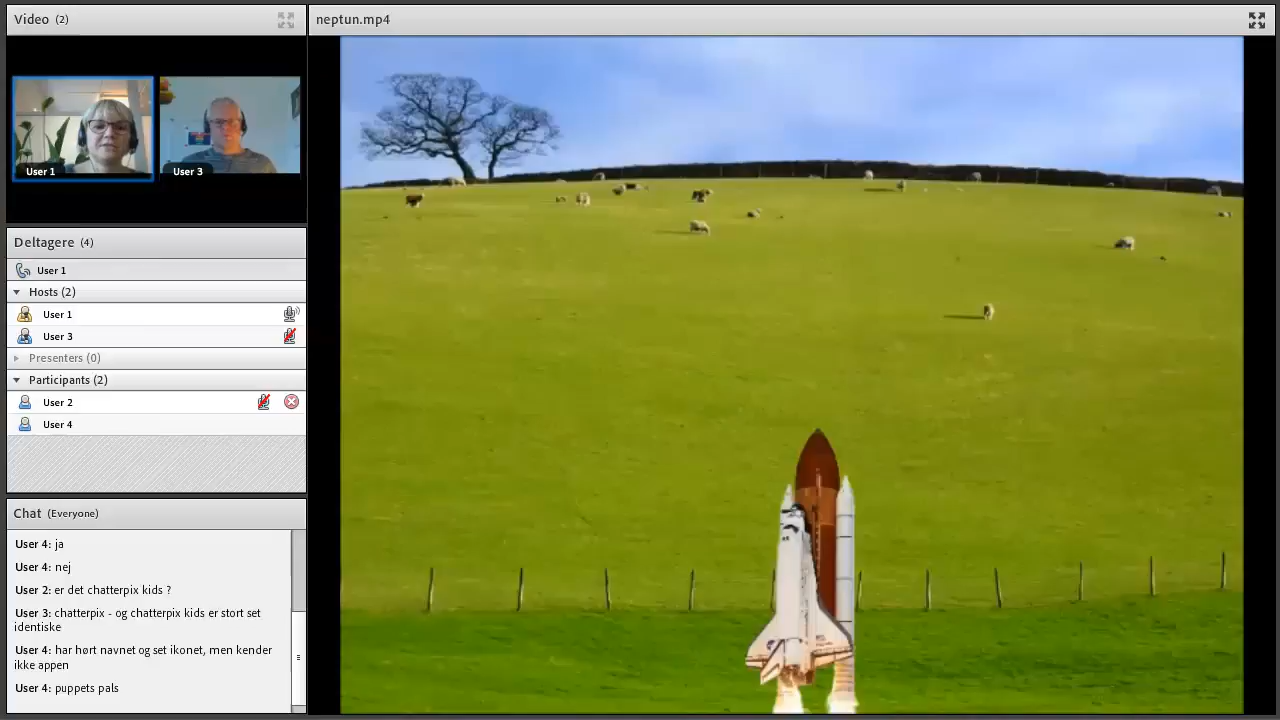 Video (2)
neptun.mp4
User 1
User 3
Deltagere (4)
User 1
Hosts (2)
User 1
User 3
Presenters (0)
Participants (2)
User 2
User 4
Chat (Everyone)
User 4: ja
User 4: nej
User 2: er det chatterpix kids ?
User 3: chatterpix - og chatterpix kids er stort set
identiske
User 4: har hørt navnet og set ikonet, men kender
ikke appen
User 4: puppets pals